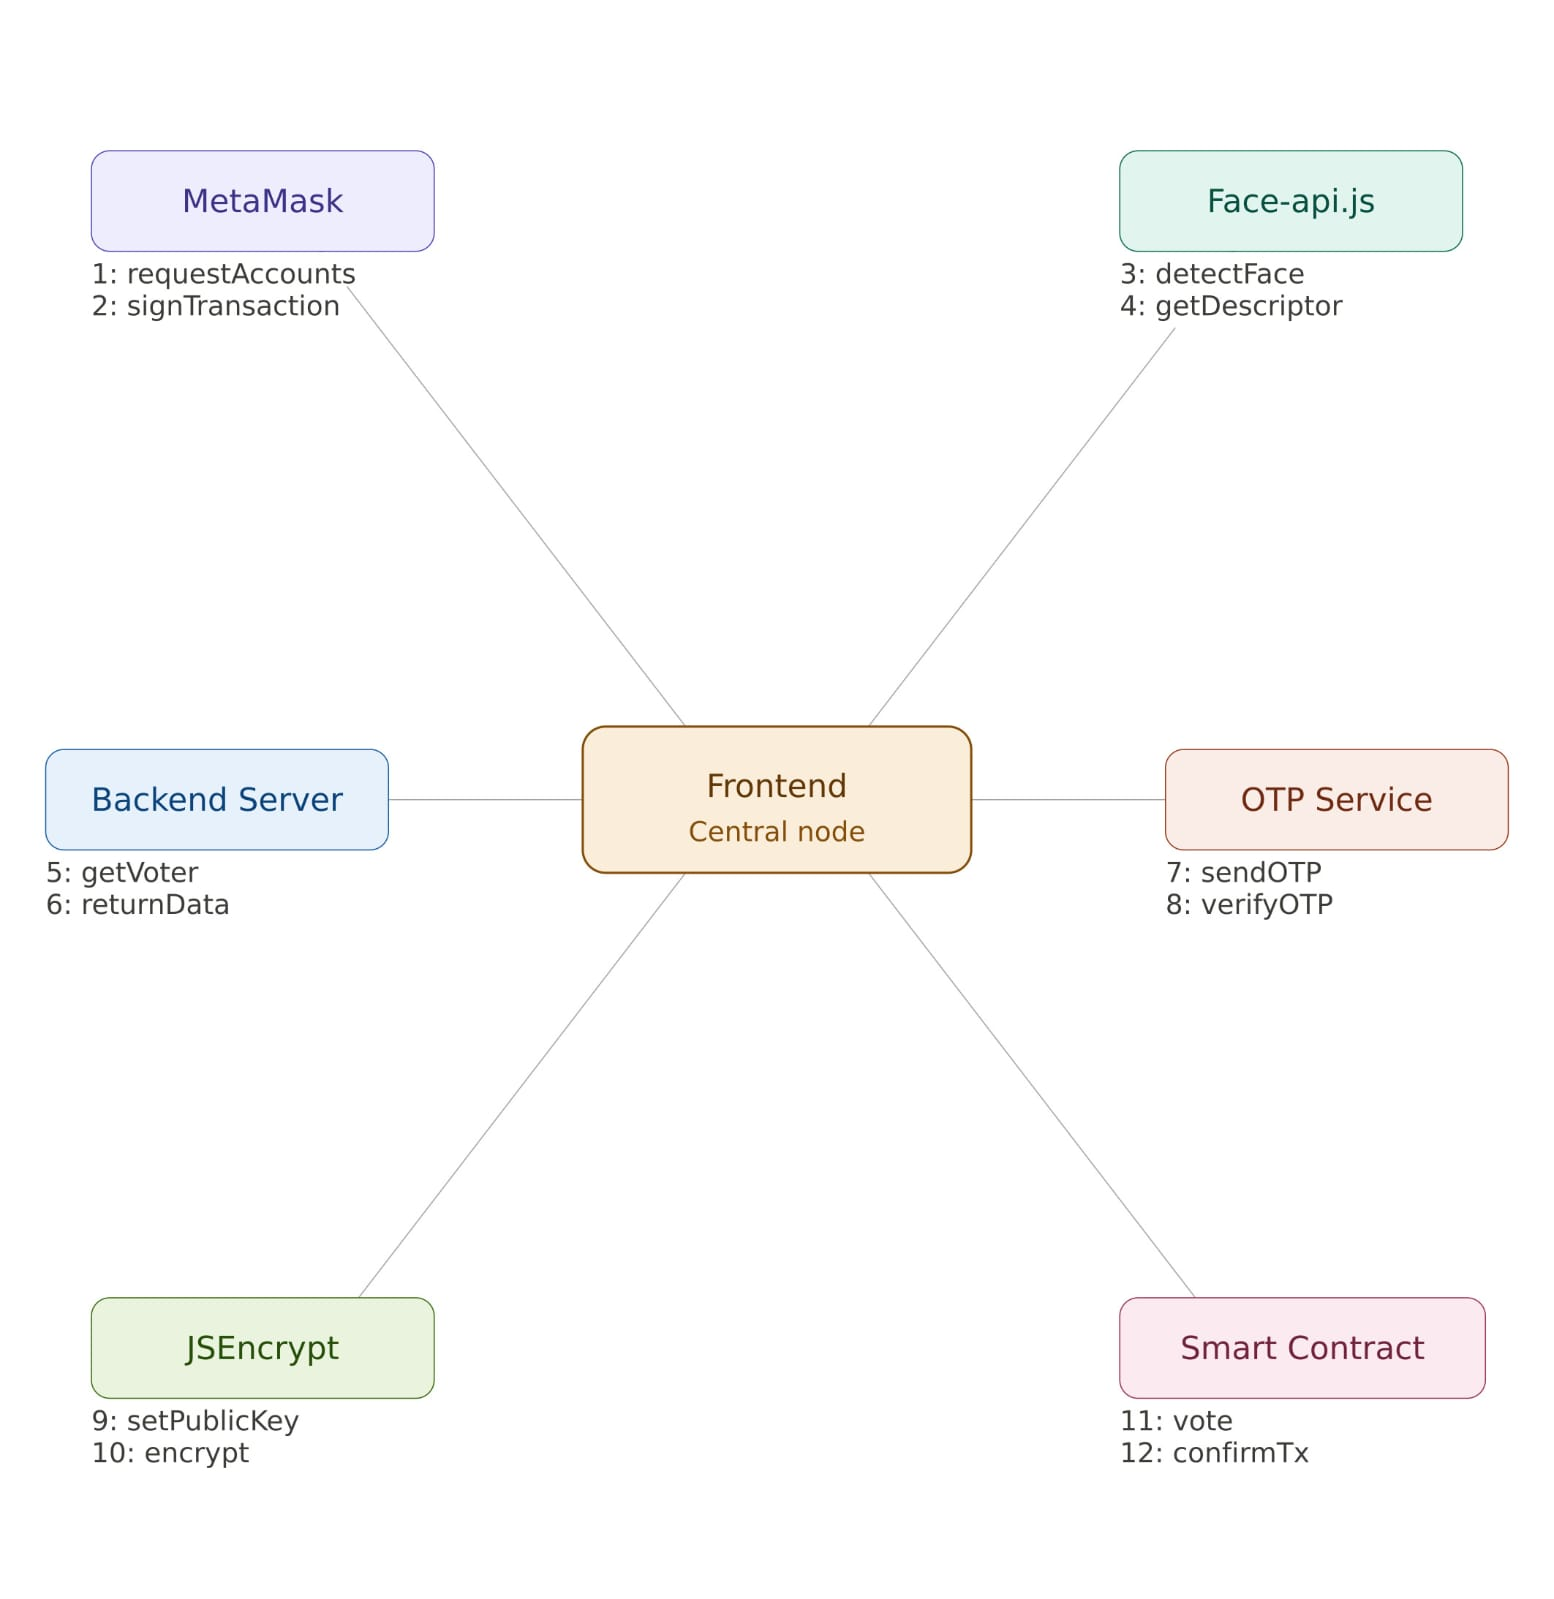 MetaMask
1: requestAccounts
2: signTransaction
Face-api.js
3: detectFace
4: getDescriptor
Backend Server
5: getVoter
6: returnData
Frontend
Central node
OTP Service
7: sendOTP
8: verifyOTP
JSEncrypt
9: setPublicKey
10: encrypt
Smart Contract
11: vote
12: confirmTx